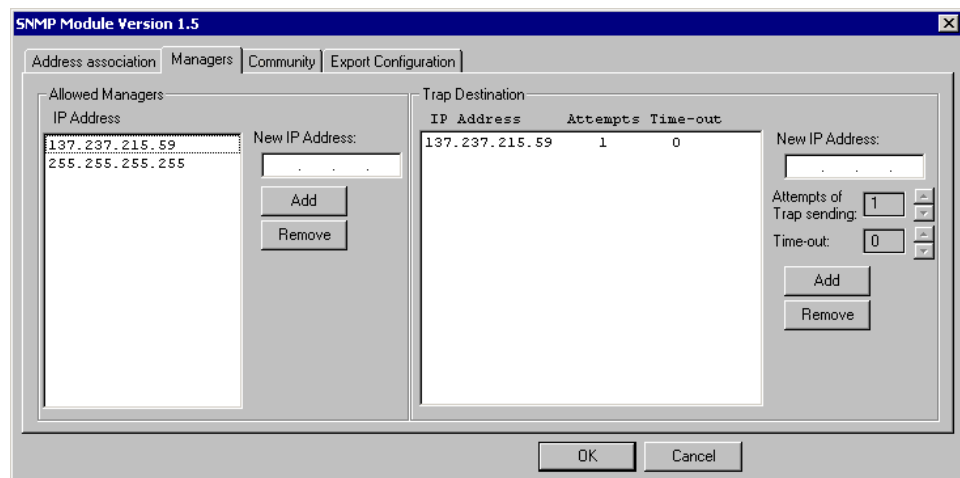 SNMP Module Version 1.5
Address association Managers Community Export Configuration
Allowed Managers
IP Address
137.237.215.59
255.255.255.255
New IP Address:
. . .
Add
Remove
Trap Destination
IP Address Attempts Time-out
137.237.215.59 1 0
New IP Address:
. . .
Attempts of
Trap sending: 1
Time-out: 0
Add
Remove
OK Cancel